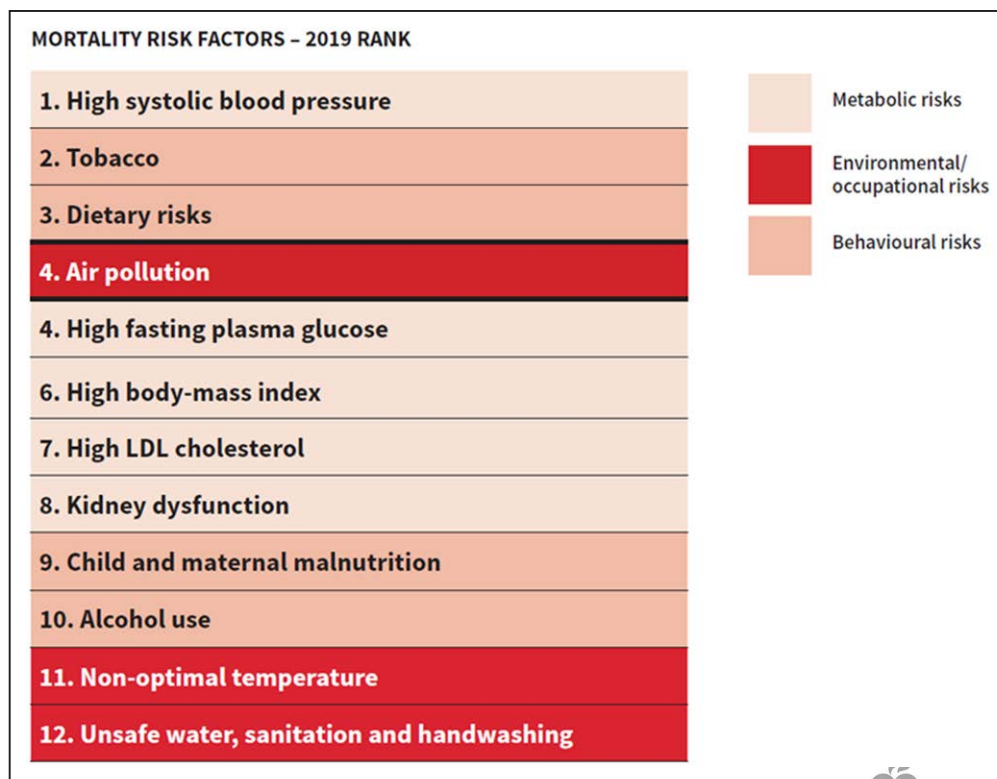 MORTALITY RISK FACTORS – 2019 RANK
1. High systolic blood pressure
2. Tobacco
3. Dietary risks
4. Air pollution
4. High fasting plasma glucose
6. High body-mass index
7. High LDL cholesterol
8. Kidney dysfunction
9. Child and maternal malnutrition
10. Alcohol use
11. Non-optimal temperature
12. Unsafe water, sanitation and handwashing
Metabolic risks
Environmental/
occupational risks
Behavioural risks